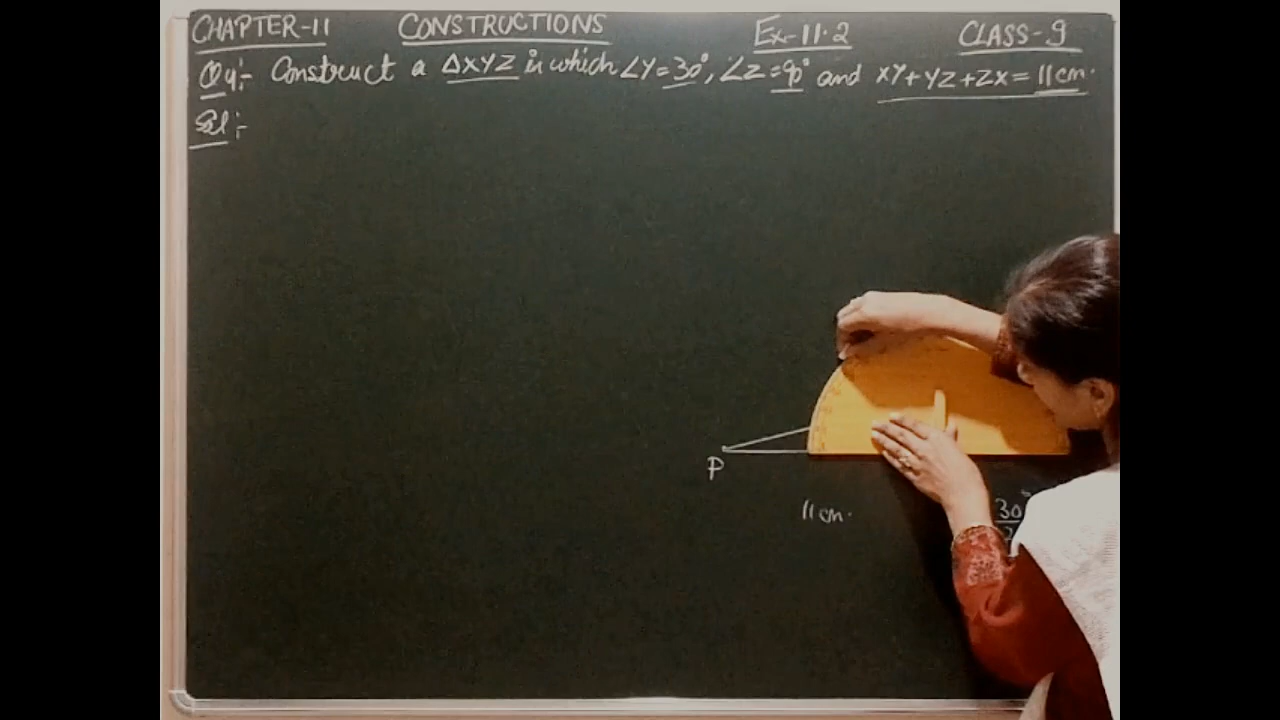 CHAPTER-11 CONSTRUCTIONS Ex-11.2 CLASS-9
Q4:- Construct a ΔXYZ in which ∠Y=30°, ∠Z=90° and XY+YZ+ZX=11cm.
Sol:-
P
11cm.
30°